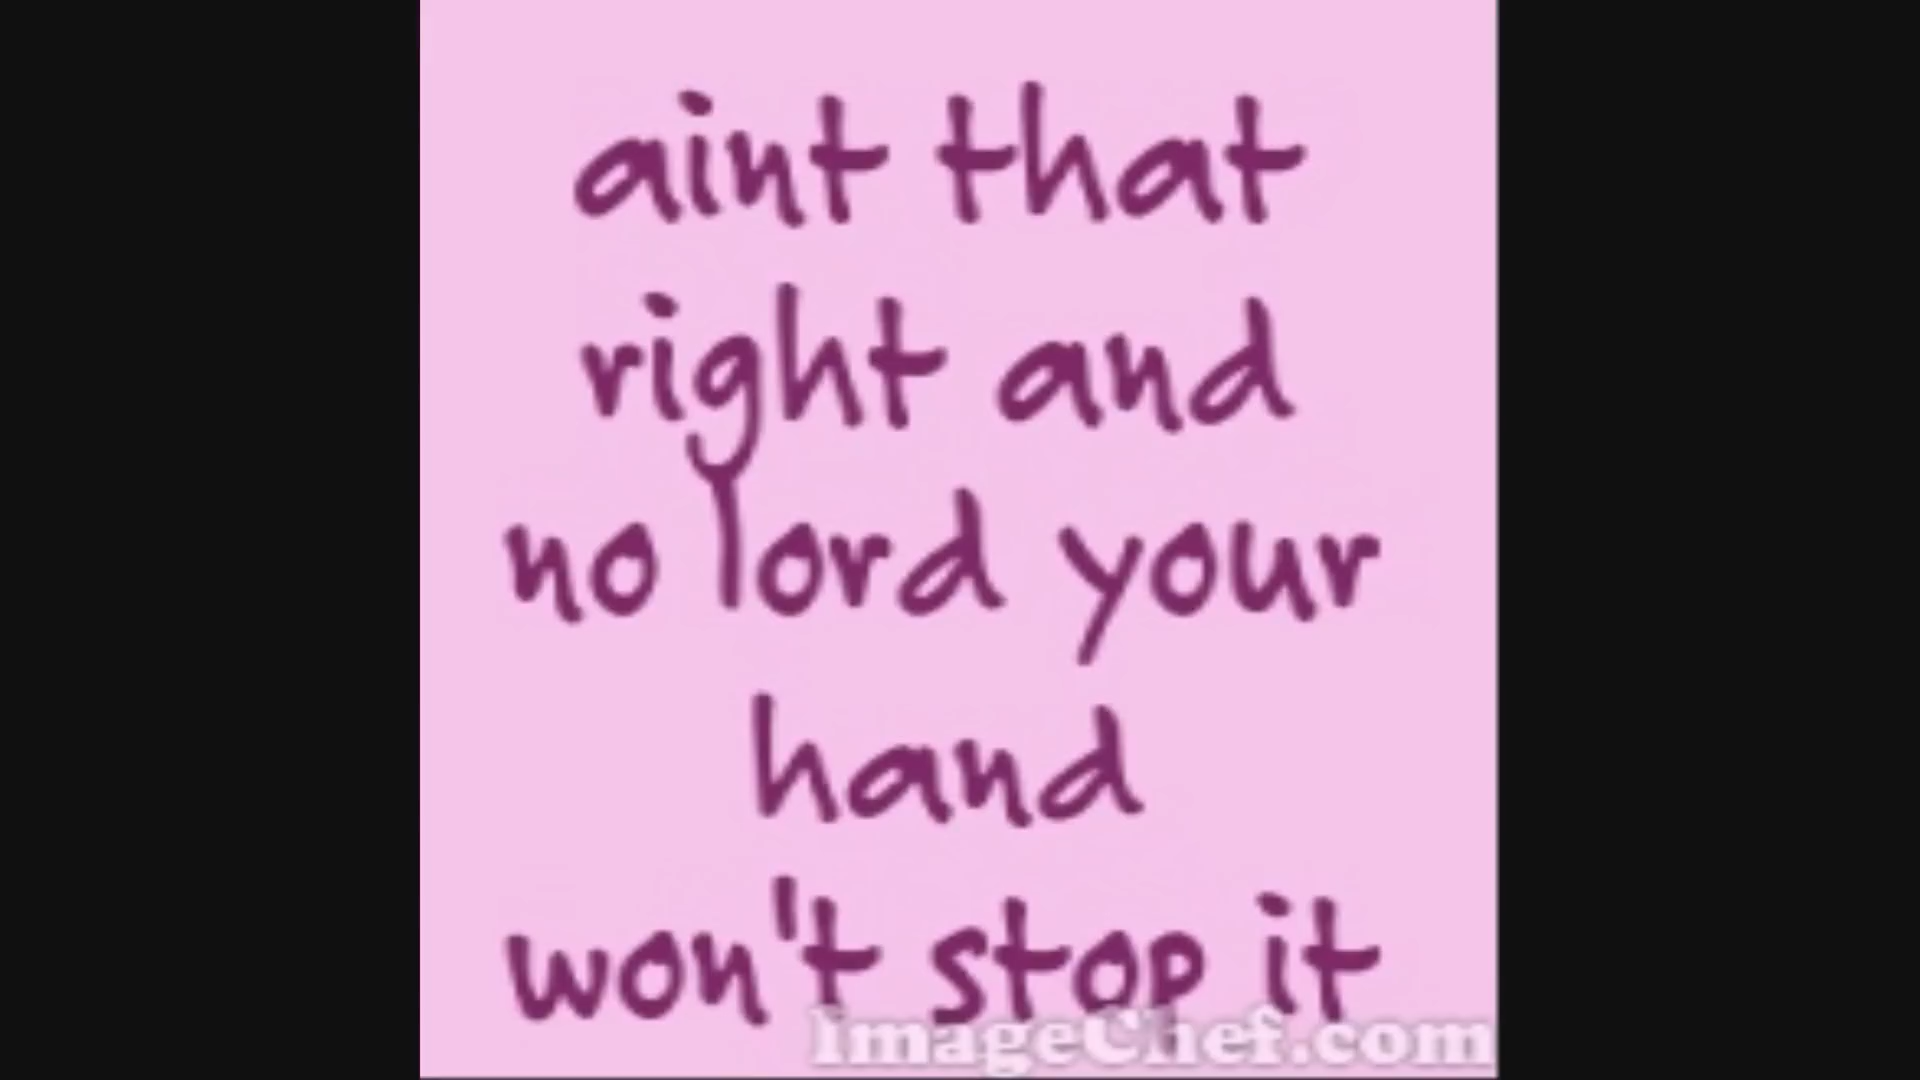 aint that
right and
no lord your
hand
won't stop it
ImageChef.com